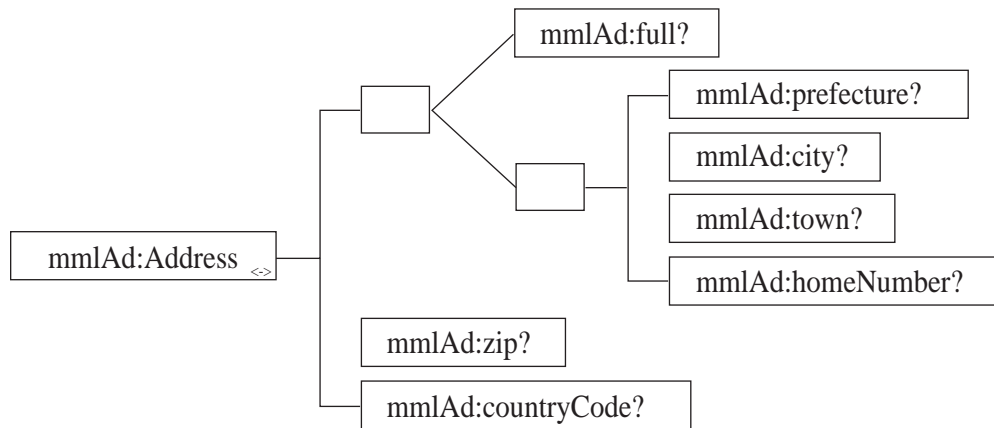 mmlAd:full?
mmlAd:prefecture?
mmlAd:city?
mmlAd:town?
mmlAd:Address <->
mmlAd:homeNumber?
mmlAd:zip?
mmlAd:countryCode?